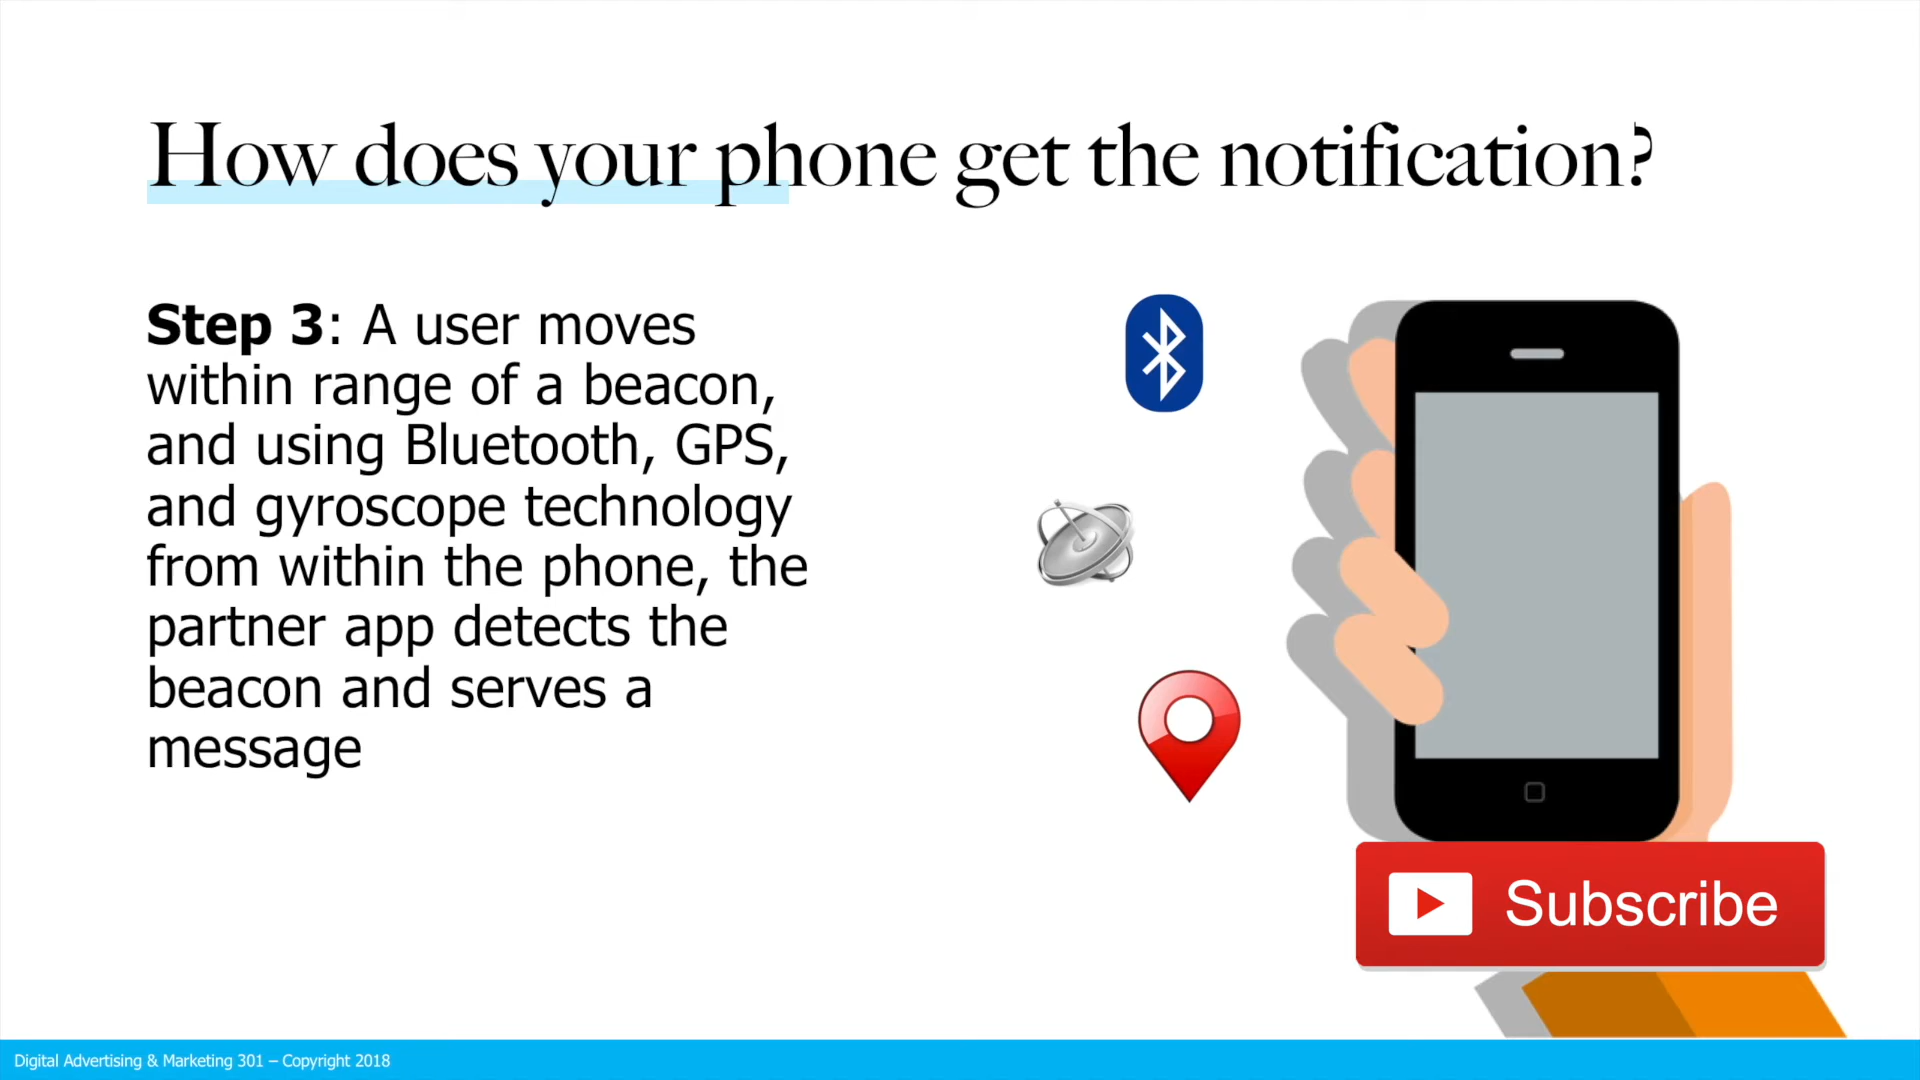 How does your phone get the notification?
Step 3: A user moves
within range of a beacon,
and using Bluetooth, GPS,
and gyroscope technology
from within the phone, the
partner app detects the
beacon and serves a
message
Subscribe
Digital Advertising & Marketing 301 – Copyright 2018